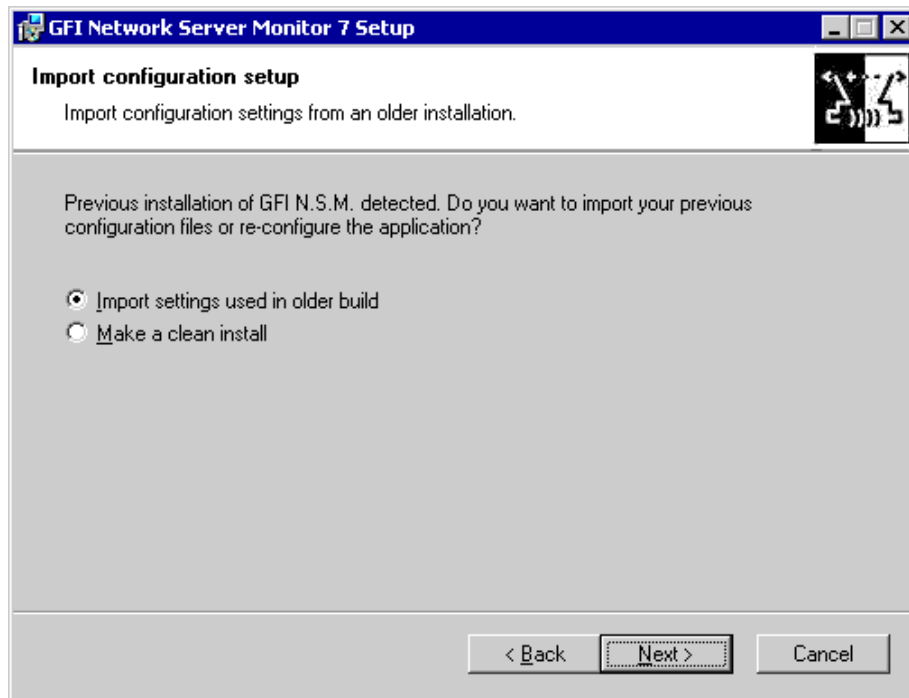 GFI Network Server Monitor 7 Setup
Import configuration setup
Import configuration settings from an older installation.
Previous installation of GFI N.S.M. detected. Do you want to import your previous
configuration files or re-configure the application?
Import settings used in older build
Make a clean install
< Back Next > Cancel